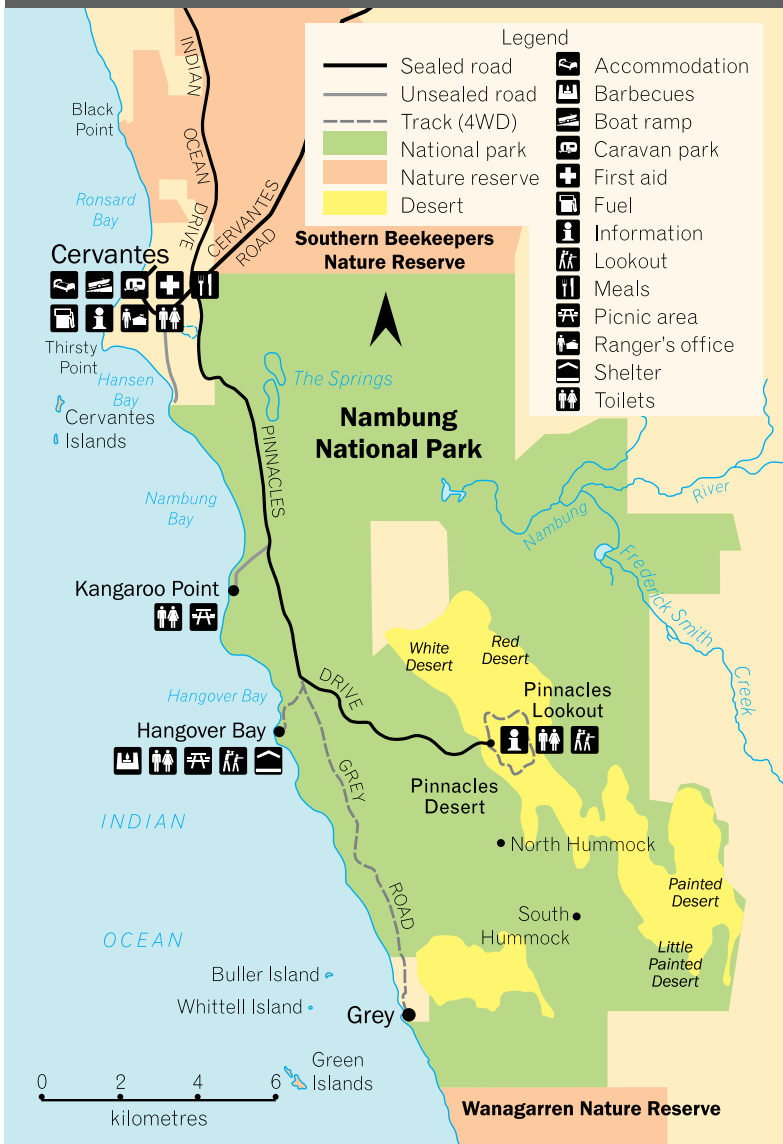 Legend
Sealed road
Unsealed road
Track (4WD)
National park
Nature reserve
Desert
Accommodation
Barbecues
Boat ramp
Caravan park
First aid
Fuel
Information
Lookout
Meals
Picnic area
Ranger's office
Shelter
Toilets
INDIAN
OCEAN
DRIVE
CERVANTES
ROAD
Black
Point
Ronsard
Bay
Cervantes
Southern Beekeepers
Nature Reserve
Thirsty
Point
Hansen
Bay
Cervantes
Islands
The Springs
PINNACLES
Nambung
National Park
Nambung
Bay
Nambung
River
Frederick Smith
Creek
Kangaroo Point
White
Desert
Red
Desert
DRIVE
Pinnacles
Lookout
Hangover Bay
Hangover Bay
Pinnacles
Desert
GREY
ROAD
INDIAN
OCEAN
North Hummock
South
Hummock
Painted
Desert
Little
Painted
Desert
Buller Island
Whittell Island
Grey
Green
Islands
0 2 4 6
kilometres
Wanagarren Nature Reserve